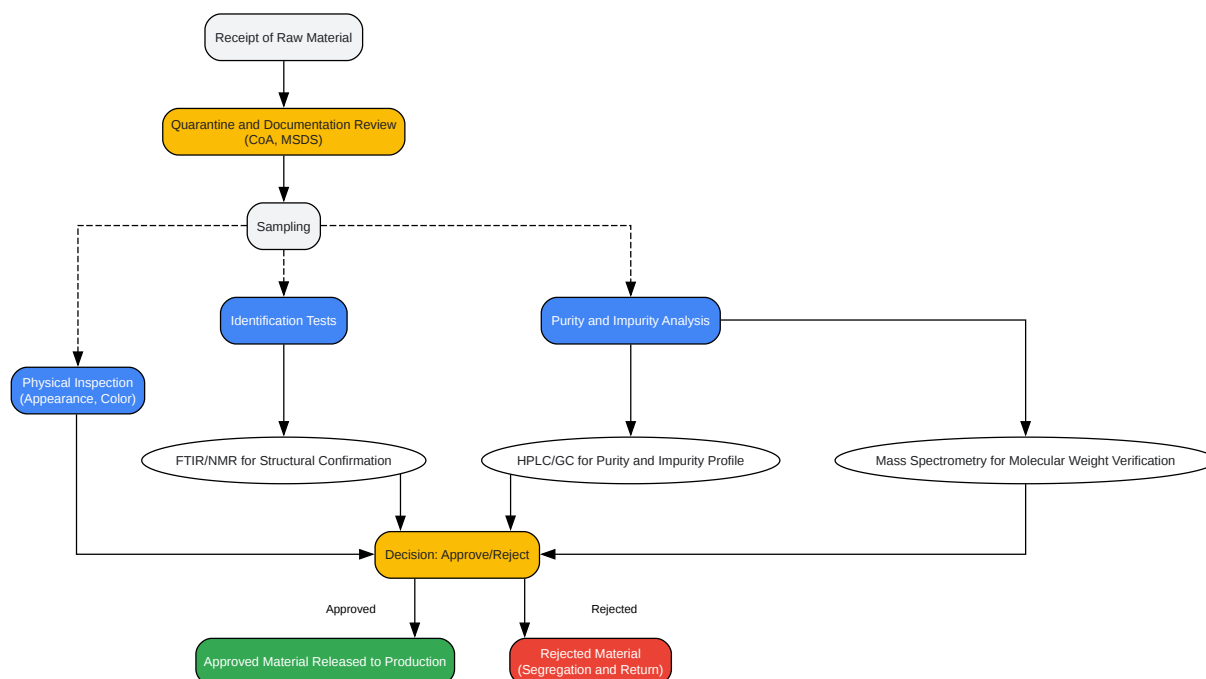 Receipt of Raw Material
Quarantine and Documentation Review
(CoA, MSDS)
Sampling
Identification Tests
Purity and Impurity Analysis
Physical Inspection
(Appearance, Color)
FTIR/NMR for Structural Confirmation
HPLC/GC for Purity and Impurity Profile
Mass Spectrometry for Molecular Weight Verification
Decision: Approve/Reject
Approved
Rejected
Approved Material Released to Production
Rejected Material
(Segregation and Return)